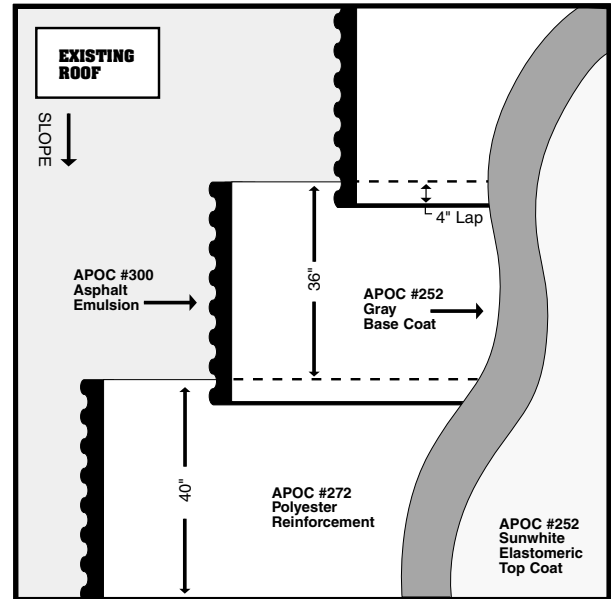 EXISTING
ROOF
SLOPE
4" Lap
36"
APOC #300
Asphalt
Emulsion
APOC #252
Gray
Base Coat
40"
APOC #272
Polyester
Reinforcement
APOC #252
Sunwhite
Elastomeric
Top Coat